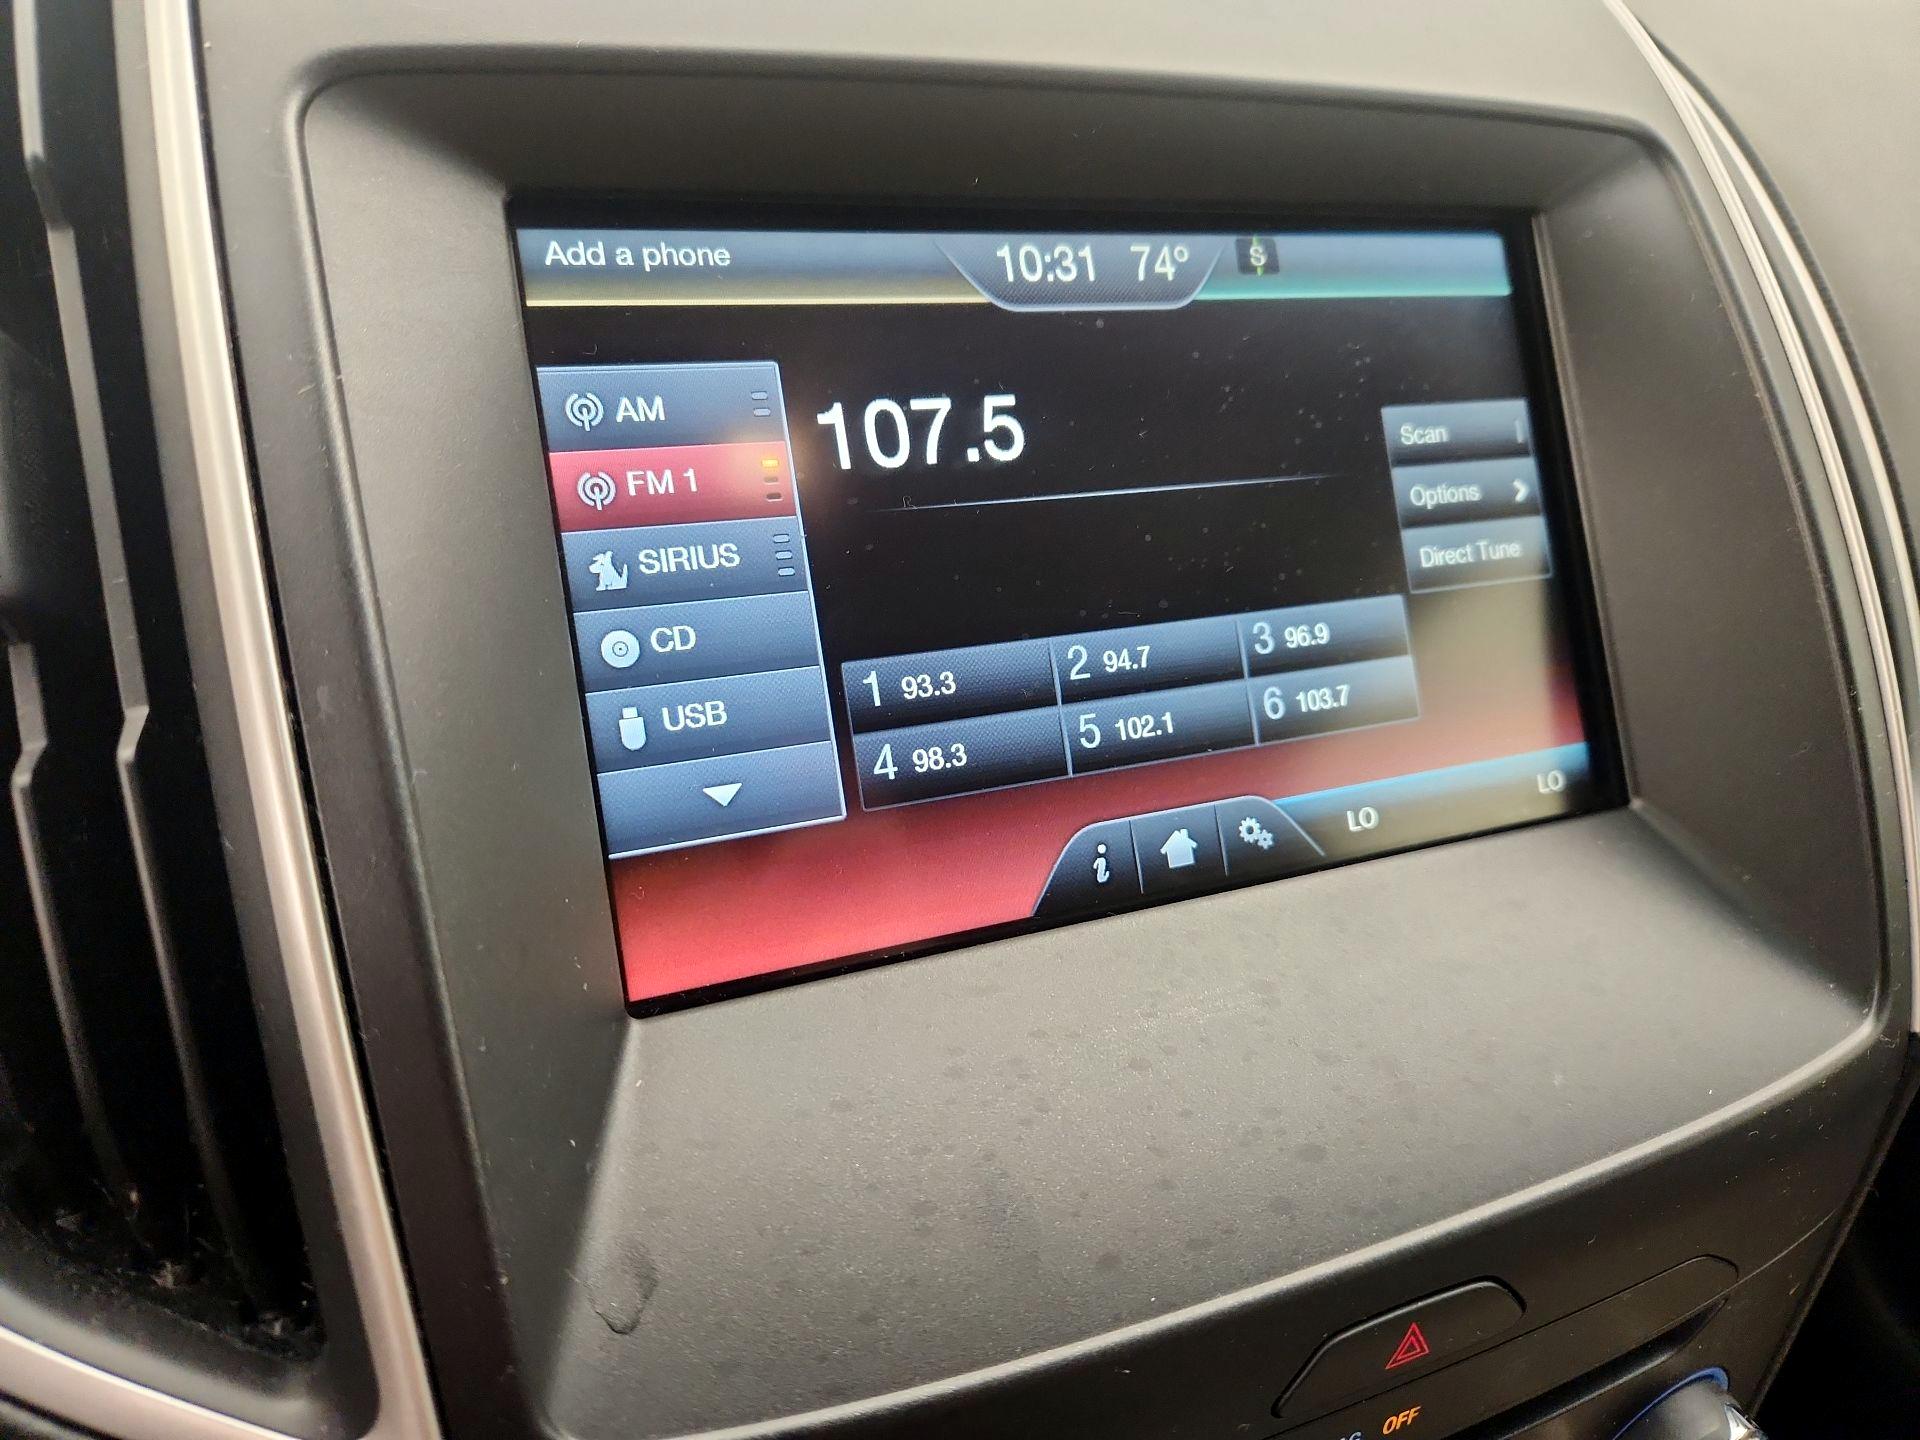 Add a phone
10:31 74°
S
AM
107.5
FM 1
Scan
Options
SIRIUS
Direct Tune
CD
1 93.3
2 94.7
3 96.9
USB
4 98.3
5 102.1
6 103.7
i
LO
LO
OFF